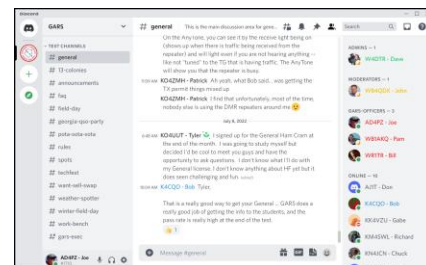 discord
GARS
# general
This is the main discussion area for gene...
Search
TEXT CHANNELS
# general
# 13-colonies
# announcements
# faq
# field-day
# georgia-qso-party
# pota-sota-iota
# rules
# spots
# techfest
# want-sell-swap
# weather-spotter
# winter-field-day
# work-bench
# gars-exec
AD4PZ - Joe
On the Anytone, you can see it by the receive light being on
(shows up when there is traffic being received from the
repeater) and will light even if you are not hearing anything --
like not "tuned" to the TG that is having traffic. The AnyTone
will show you that the repeater is busy.
KO4ZMH - Patrick Ah yeah, what Bob said... was getting the
TX permit things mixed up
KO4ZMH - Patrick I find that unfortunately, most of the time,
nobody else is using the DMR repeaters around me
July 8, 2022
KO4UUT - Tyler I signed up for the General Ham Cram at
the end of the month. I was going to study myself but
decided I'd be cool to meet you guys and have the
opportunity to ask questions. I don't know what I'll do with
my General license, I don't know anything about HF yet but it
does seem challenging and fun.
K4CQO - Bob Tyler,
That is a really good way to get your General ... GARS does a
really good job of getting the info to the students, and the
pass rate is really high at the end of the test.
1
Message #general
GIF
ADMINS — 1
W4DTR - Dave
MODERATORS — 1
GARS OFFICERS — 3
AD4PZ - Joe
WB1AKQ - Pam
WR1TR - Bill
ONLINE — 10
AJ1T - Don
K4CQO - Bob
KK4VZU - Gabe
KM4SWL - Richard
KN4JCN - Chuck